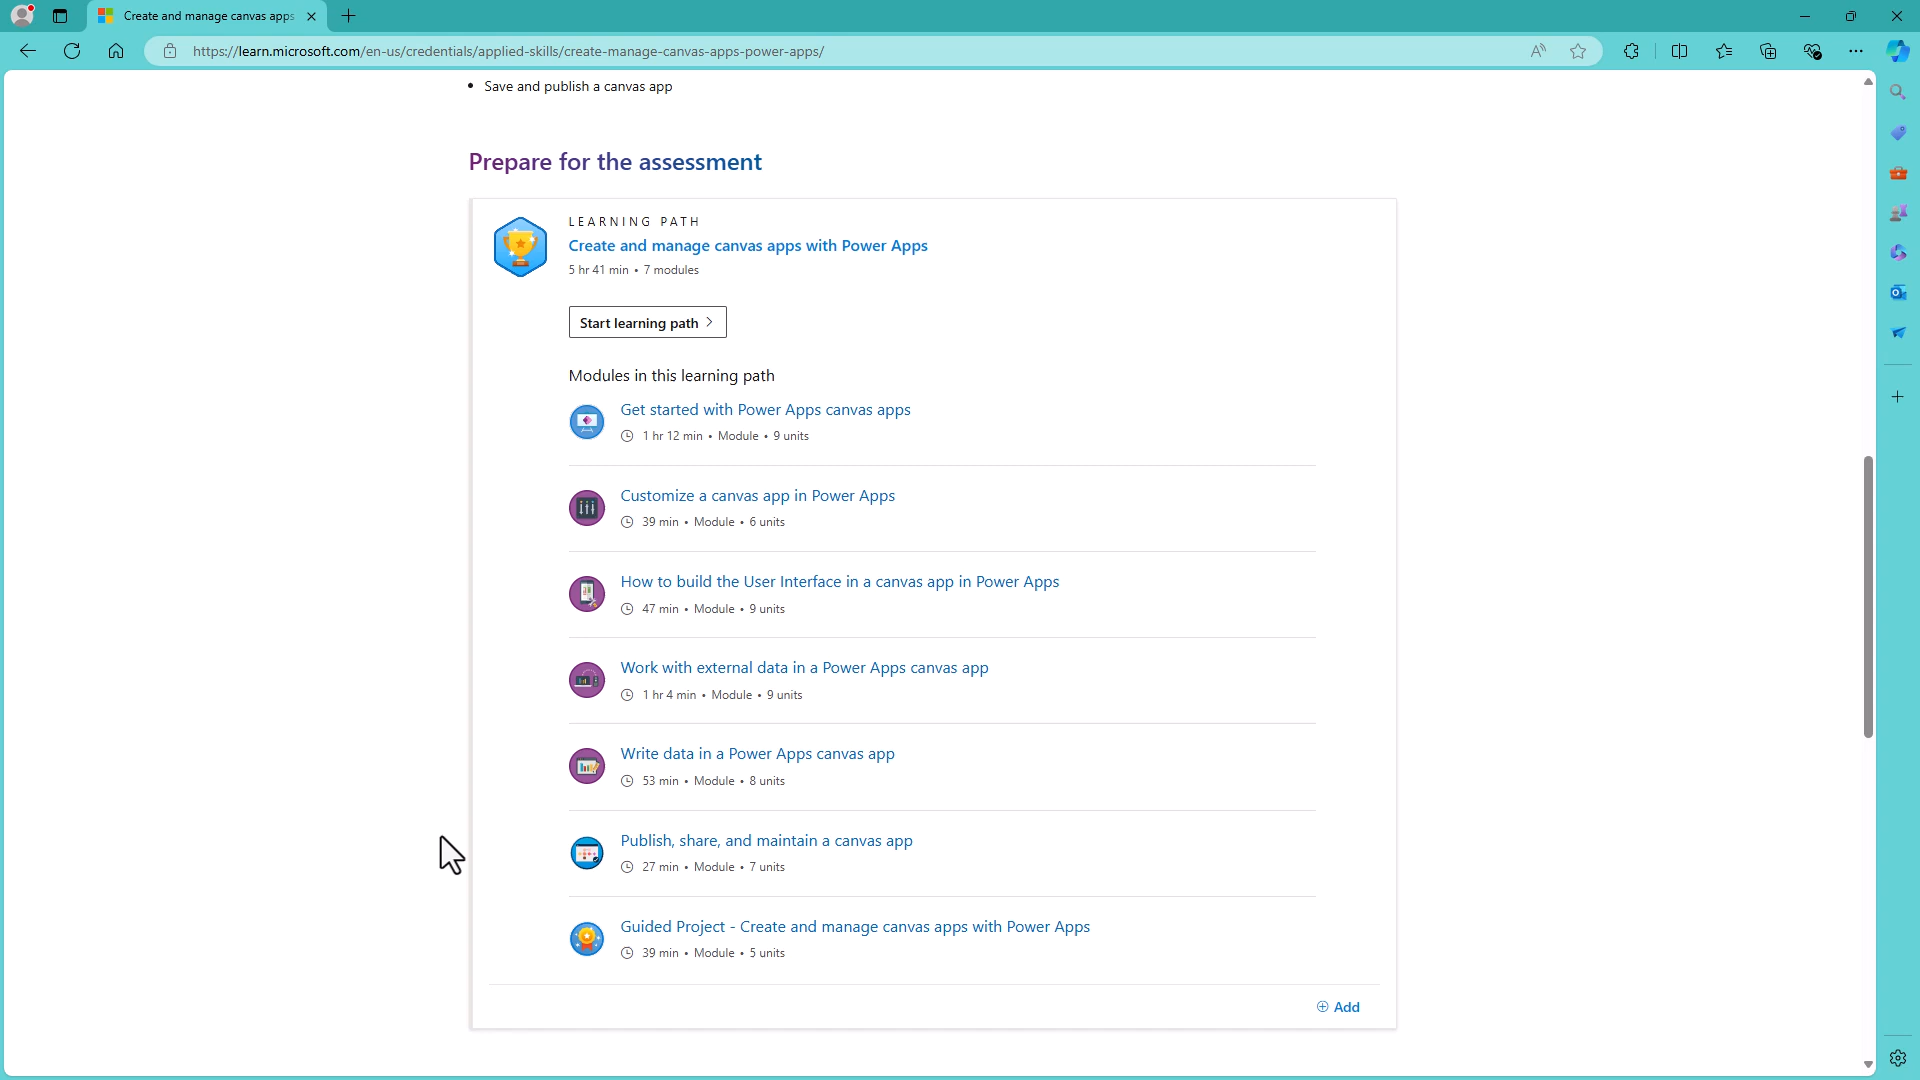 Create and manage canvas apps
https://learn.microsoft.com/en-us/credentials/applied-skills/create-manage-canvas-apps-power-apps/
• Save and publish a canvas app
Prepare for the assessment
LEARNING PATH
Create and manage canvas apps with Power Apps
5 hr 41 min • 7 modules
Start learning path
Modules in this learning path
Get started with Power Apps canvas apps
1 hr 12 min • Module • 9 units
Customize a canvas app in Power Apps
39 min • Module • 6 units
How to build the User Interface in a canvas app in Power Apps
47 min • Module • 9 units
Work with external data in a Power Apps canvas app
1 hr 4 min • Module • 9 units
Write data in a Power Apps canvas app
53 min • Module • 8 units
Publish, share, and maintain a canvas app
27 min • Module • 7 units
Guided Project - Create and manage canvas apps with Power Apps
39 min • Module • 5 units
Add